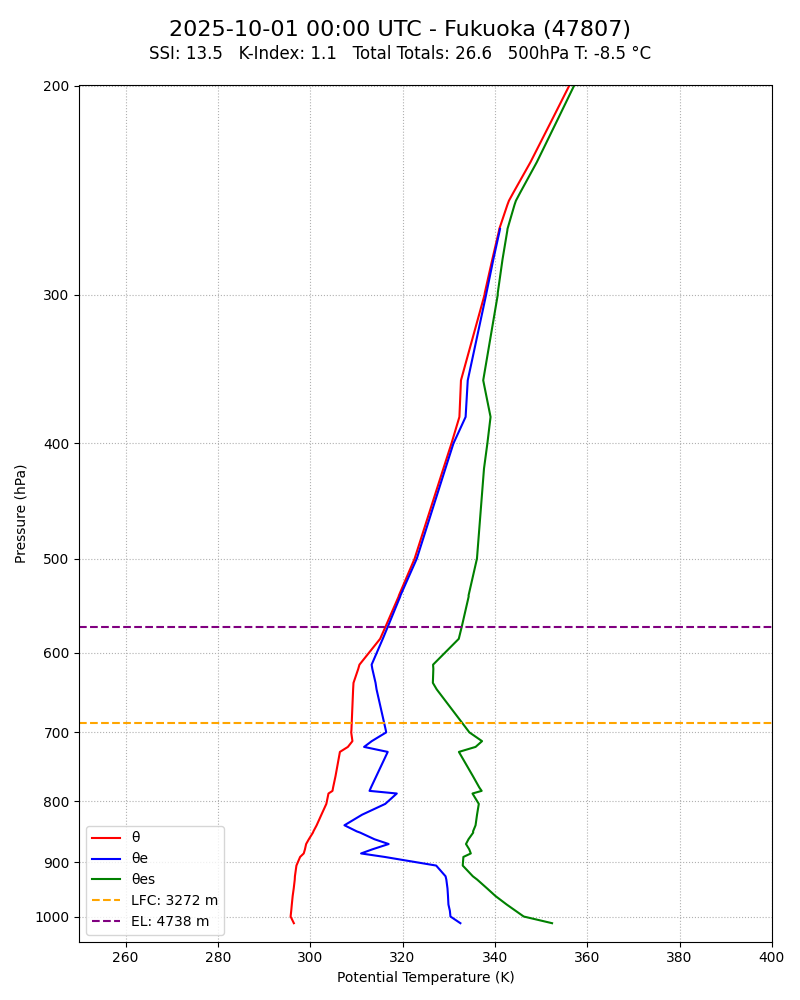 2025-10-01 00:00 UTC - Fukuoka (47807)
SSI: 13.5 K-Index: 1.1 Total Totals: 26.6 500hPa T: -8.5 °C
200
300
400
500
600
700
800
900
1000
Pressure (hPa)
θ
θe
θes
LFC: 3272 m
EL: 4738 m
260 280 300 320 340 360 380 400
Potential Temperature (K)